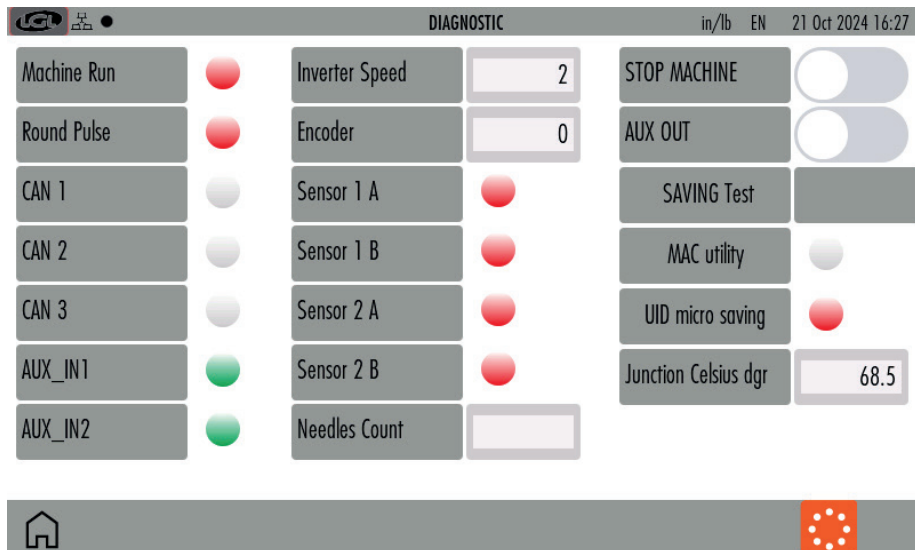 LGL DIAGNOSTIC in/lb EN 21 Oct 2024 16:27
Machine Run
Round Pulse
CAN 1
CAN 2
CAN 3
AUX_IN1
AUX_IN2
Inverter Speed 2
Encoder 0
Sensor 1 A
Sensor 1 B
Sensor 2 A
Sensor 2 B
Needles Count
STOP MACHINE
AUX OUT
SAVING Test
MAC utility
UID micro saving
Junction Celsius dgr 68.5